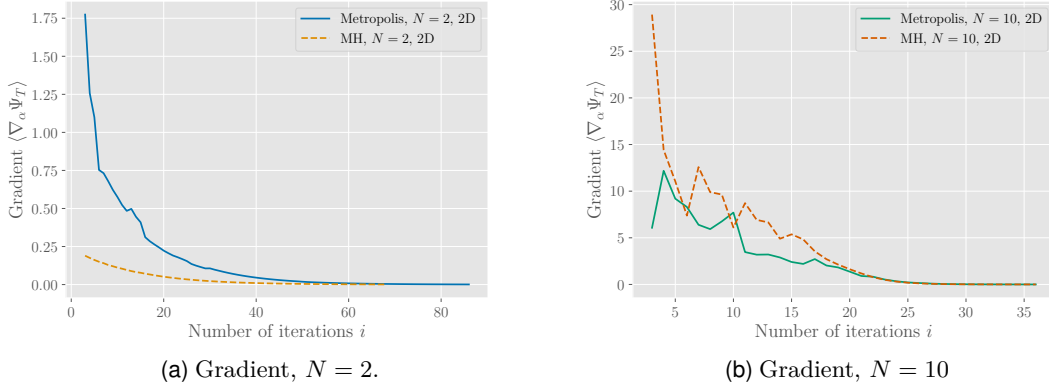 Gradient ⟨∇αΨT⟩
1.75
1.50
1.25
1.00
0.75
0.50
0.25
0.00
Metropolis, N = 2, 2D
MH, N = 2, 2D
0 20 40 60 80
Number of iterations i
(a) Gradient, N = 2.
Gradient ⟨∇αΨT⟩
30
25
20
15
10
5
0
Metropolis, N = 10, 2D
MH, N = 10, 2D
5 10 15 20 25 30 35
Number of iterations i
(b) Gradient, N = 10